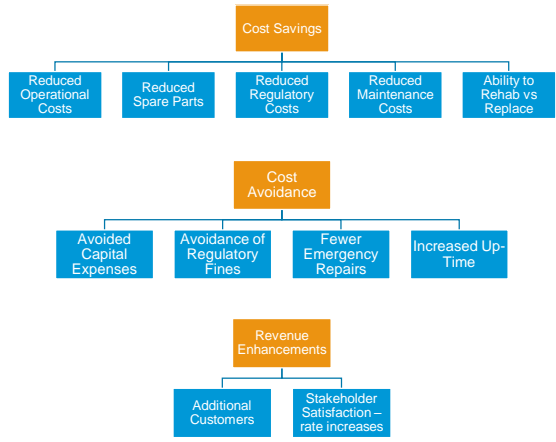 Cost Savings
Reduced
Operational
Costs
Reduced
Spare Parts
Reduced
Regulatory
Costs
Reduced
Maintenance
Costs
Ability to
Rehab vs
Replace
Cost
Avoidance
Avoided
Capital
Expenses
Avoidance of
Regulatory
Fines
Fewer
Emergency
Repairs
Increased Up-
Time
Revenue
Enhancements
Additional
Customers
Stakeholder
Satisfaction –
rate increases